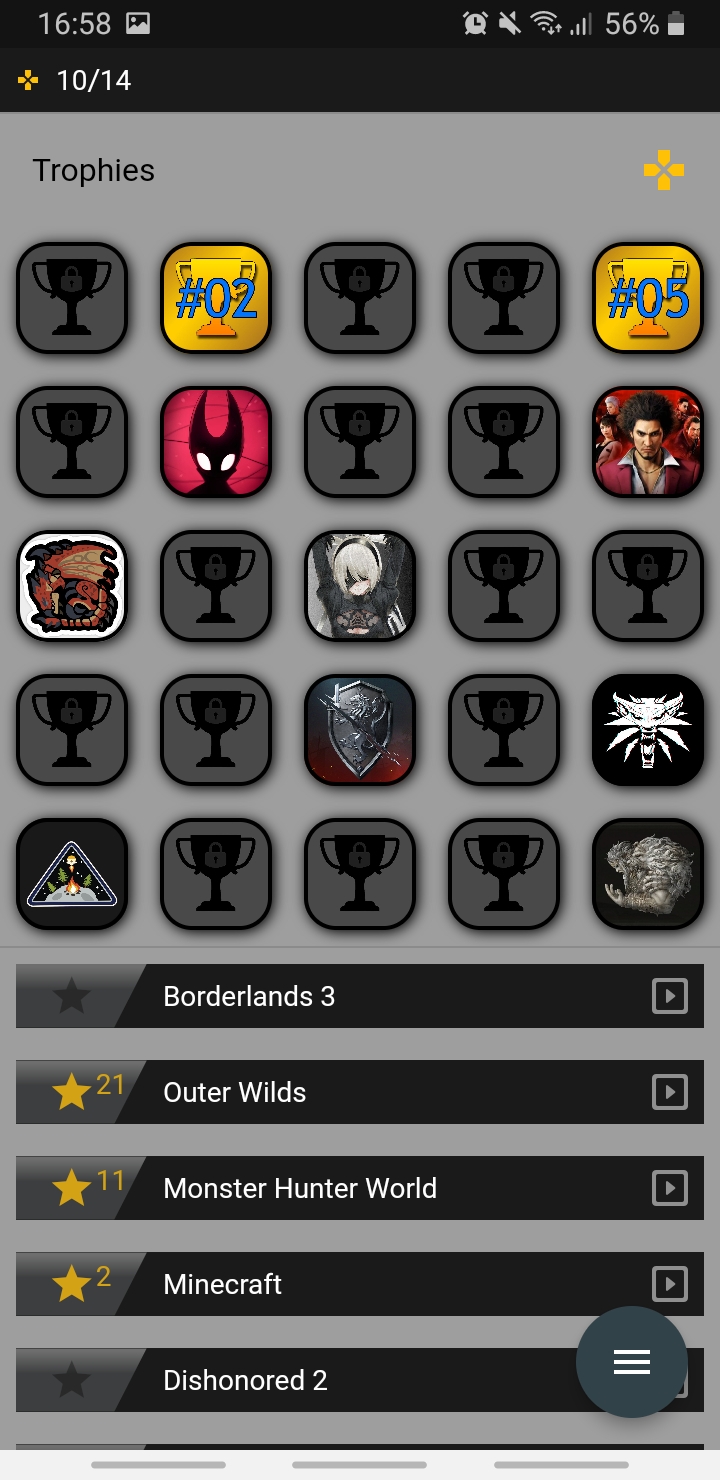 16:58 56%
10/14
Trophies
#02 #05
Borderlands 3
21 Outer Wilds
11 Monster Hunter World
2 Minecraft
Dishonored 2